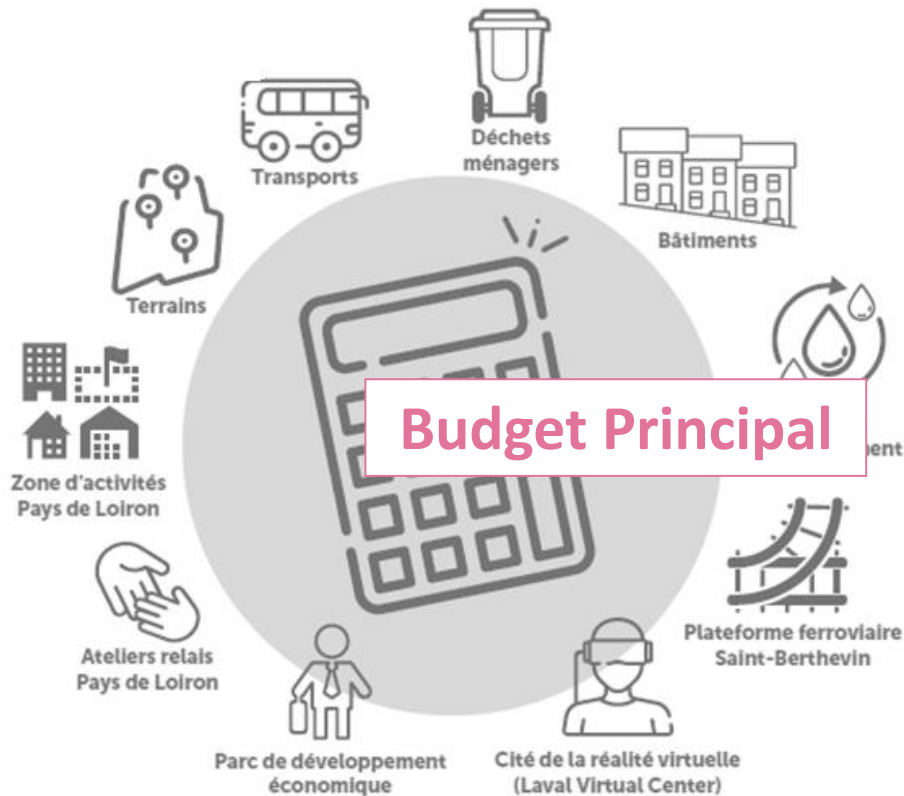 Déchets
ménagers
Transports
Bâtiments
Terrains
Budget Principal
Zone d'activités
Pays de Loiron
Plateforme ferroviaire
Saint-Berthevin
Ateliers relais
Pays de Loiron
Parc de développement
économique
Cité de la réalité virtuelle
(Laval Virtual Center)